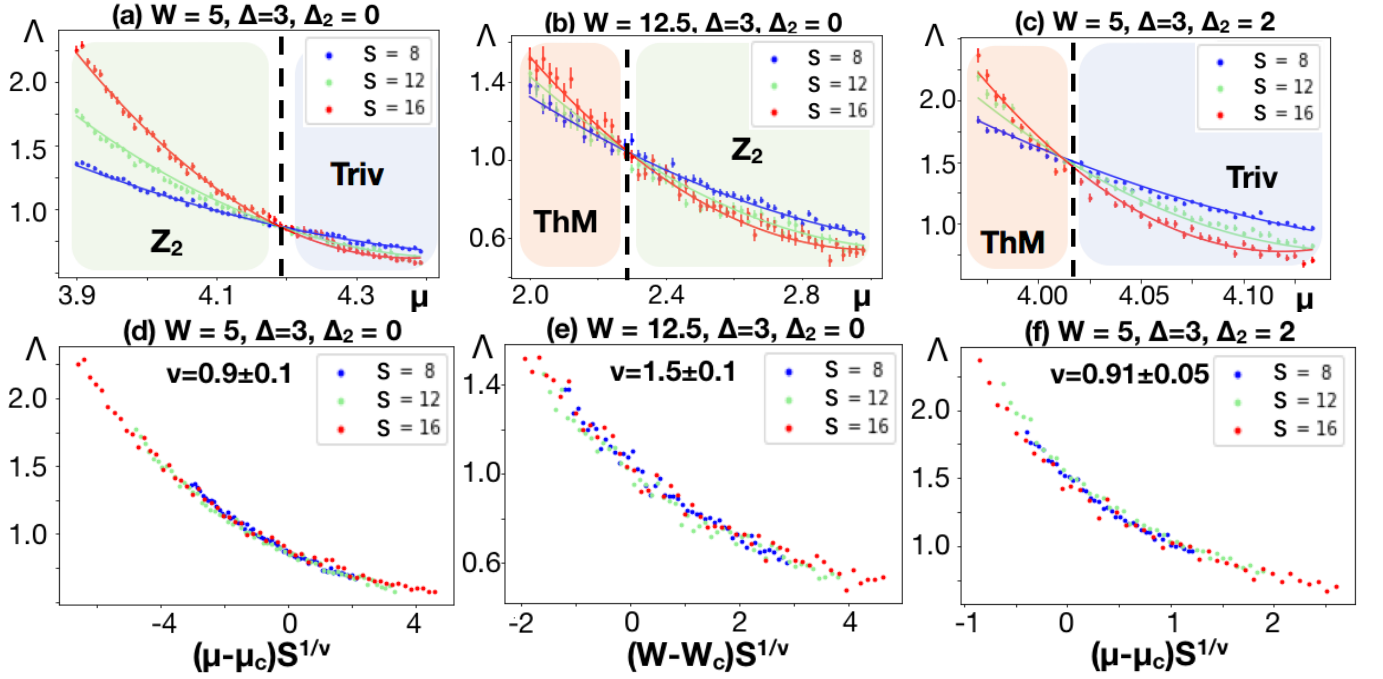 (a) W = 5, Δ=3, Δ₂ = 0
Λ
2.0
1.5
1.0
S = 8
S = 12
S = 16
Z₂
Triv
3.9 4.1 4.3 μ
(b) W = 12.5, Δ=3, Δ₂ = 0
Λ
1.4
1.0
0.6
S = 8
S = 12
S = 16
ThM
Z₂
2.0 2.4 2.8 μ
(c) W = 5, Δ=3, Δ₂ = 2
Λ
2.0
1.5
1.0
S = 8
S = 12
S = 16
ThM
Triv
4.00 4.05 4.10 μ
(d) W = 5, Δ=3, Δ₂ = 0
Λ
2.0
1.5
1.0
ν=0.9±0.1
S = 8
S = 12
S = 16
-4 0 4
(μ-μc)S^1/ν
(e) W = 12.5, Δ=3, Δ₂ = 0
Λ
1.4
1.0
0.6
ν=1.5±0.1
S = 8
S = 12
S = 16
-2 0 2 4
(W-Wc)S^1/ν
(f) W = 5, Δ=3, Δ₂ = 2
Λ
2.0
1.5
1.0
ν=0.91±0.05
S = 8
S = 12
S = 16
-1 0 1 2
(μ-μc)S^1/ν